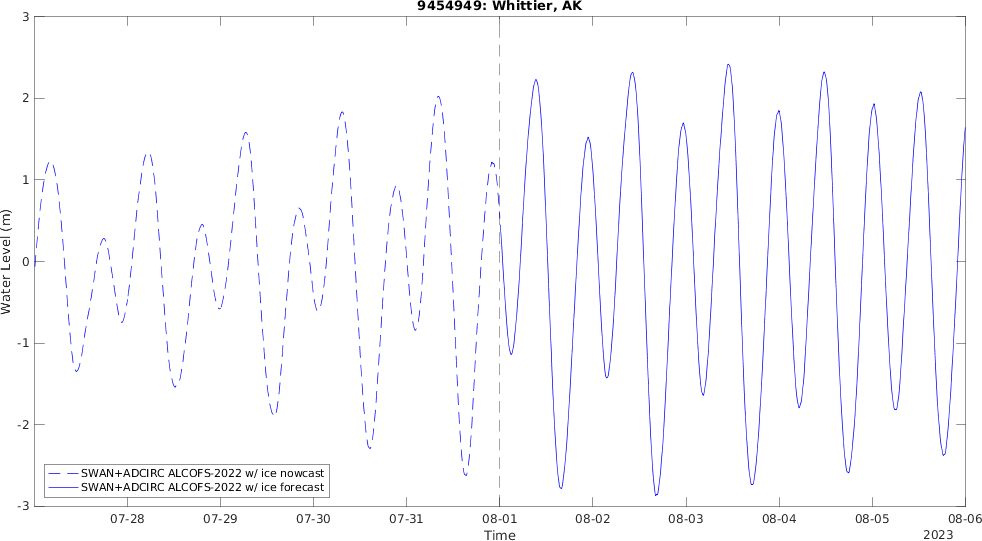 9454949: Whittier, AK
3
2
1
0
-1
-2
-3
Water Level (m)
SWAN+ADCIRC ALCOFS-2022 w/ ice nowcast
SWAN+ADCIRC ALCOFS-2022 w/ ice forecast
07-28 07-29 07-30 07-31 08-01 08-02 08-03 08-04 08-05 08-06
Time
2023